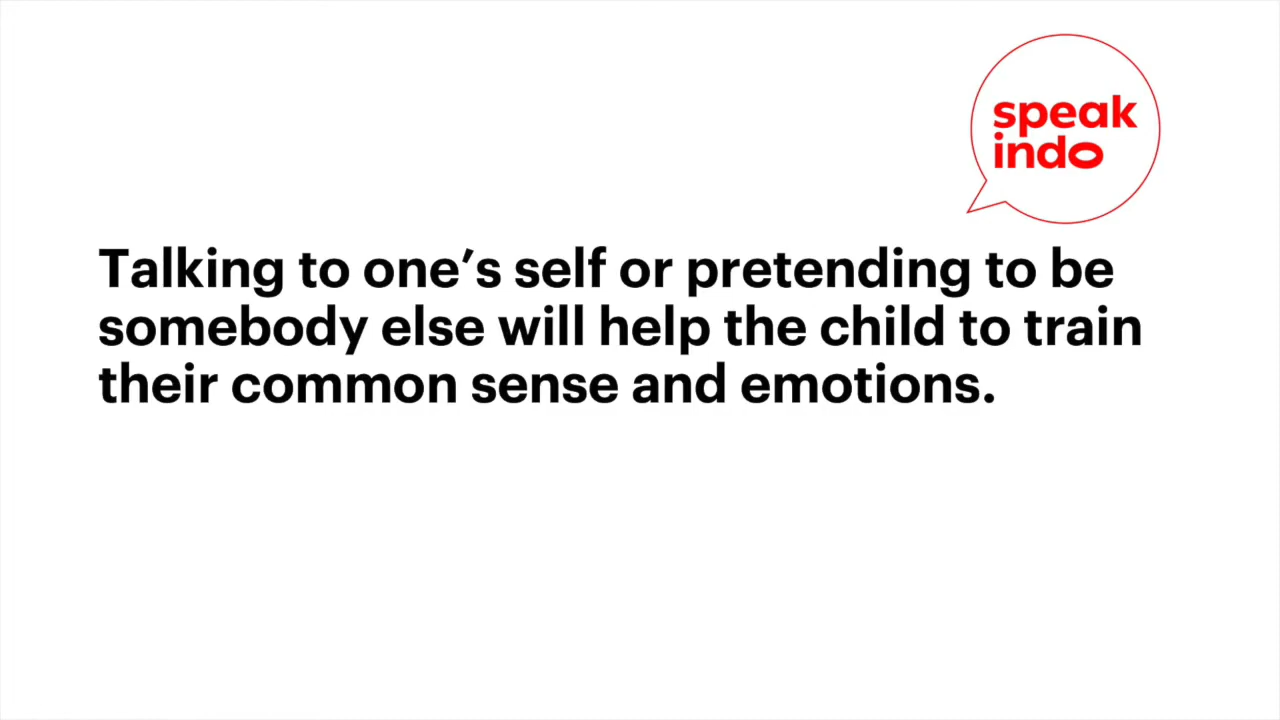 speak
indo
Talking to one’s self or pretending to be
somebody else will help the child to train
their common sense and emotions.